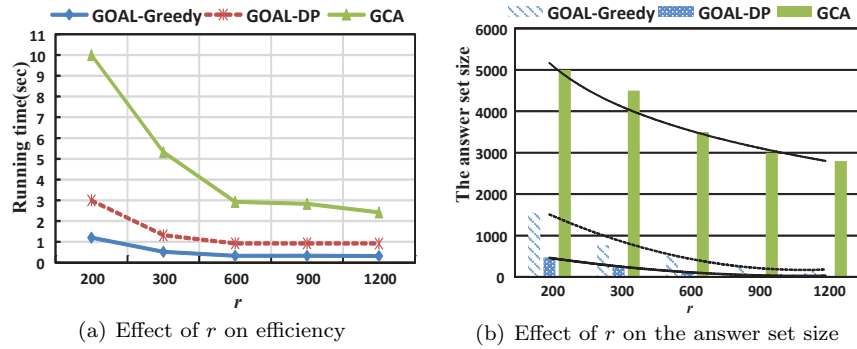 GOAL-Greedy GOAL-DP GCA
Running time(sec)
11
10
9
8
7
6
5
4
3
2
1
0
200 300 600 900 1200
r
(a) Effect of r on efficiency
GOAL-Greedy GOAL-DP GCA
The answer set size
6000
5000
4000
3000
2000
1000
0
200 300 600 900 1200
r
(b) Effect of r on the answer set size